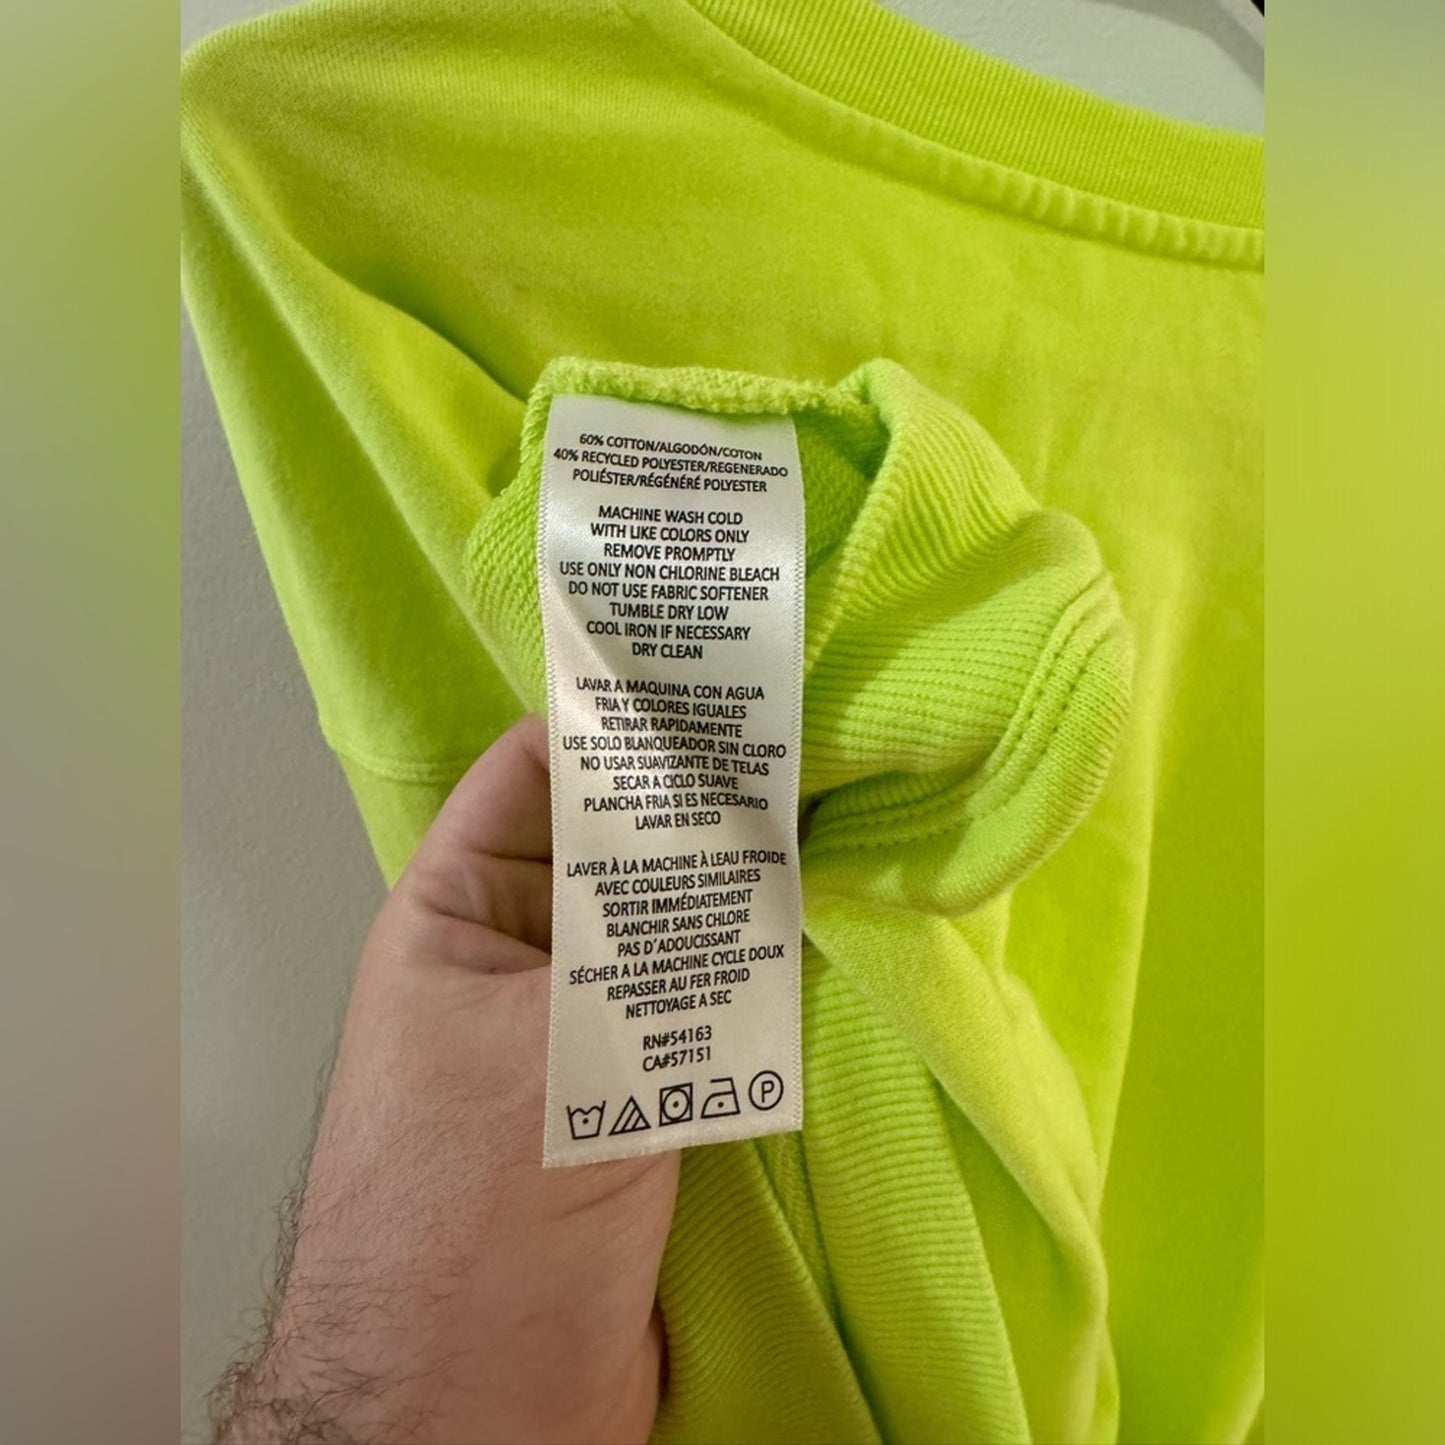 60% COTTON/ALGODÓN/COTON
40% RECYCLED POLYESTER/REGENERADO
POLIÉSTER/RÉGÉNÉRÉ POLYESTER
MACHINE WASH COLD
WITH LIKE COLORS ONLY
REMOVE PROMPTLY
USE ONLY NON CHLORINE BLEACH
DO NOT USE FABRIC SOFTENER
TUMBLE DRY LOW
COOL IRON IF NECESSARY
DRY CLEAN
LAVAR A MAQUINA CON AGUA
FRIA Y COLORES IGUALES
RETIRAR RAPIDAMENTE
USE SOLO BLANQUEADOR SIN CLORO
NO USAR SUAVIZANTE DE TELAS
SECAR A CICLO SUAVE
PLANCHA FRIA SI ES NECESARIO
LAVAR EN SECO
LAVER À LA MACHINE À LEAU FROIDE
AVEC COULEURS SIMILAIRES
SORTIR IMMÉDIATEMENT
BLANCHIR SANS CHLORE
PAS D´ADOUCISSANT
SÉCHER A LA MACHINE CYCLE DOUX
REPASSER AU FER FROID
NETTOYAGE A SEC
RN#54163
CA#57151
P